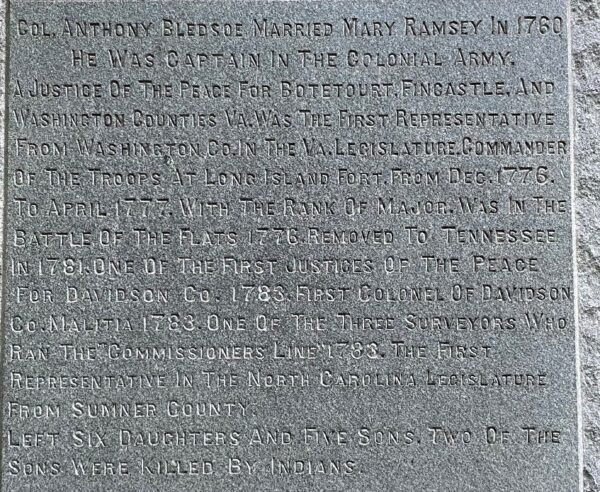 Col. Anthony Bledsoe Married Mary Ramsey In 1760
He Was Captain In The Colonial Army.
A Justice Of The Peace For Botetourt, Fincastle, And
Washington Counties Va. Was The First Representative
From Washington Co. In The Va. Legislature. Commander
Of The Troops At Long Island Fort, From Dec. 1776.
To April 1777. With The Rank Of Major. Was In The
Battle Of The Flats 1776. Removed To Tennessee
In 1781. One Of The First Justices Of The Peace
For Davidson Co. 1783. First Colonel Of Davidson
Co. Malitia 1783. One Of The Three Surveyors Who
Ran The "Commissioners Line" 1783. The First
Representative In The North Carolina Legislature
From Sumner County.
Left Six Daughters And Five Sons. Two Of The
Sons Were Killed By Indians.